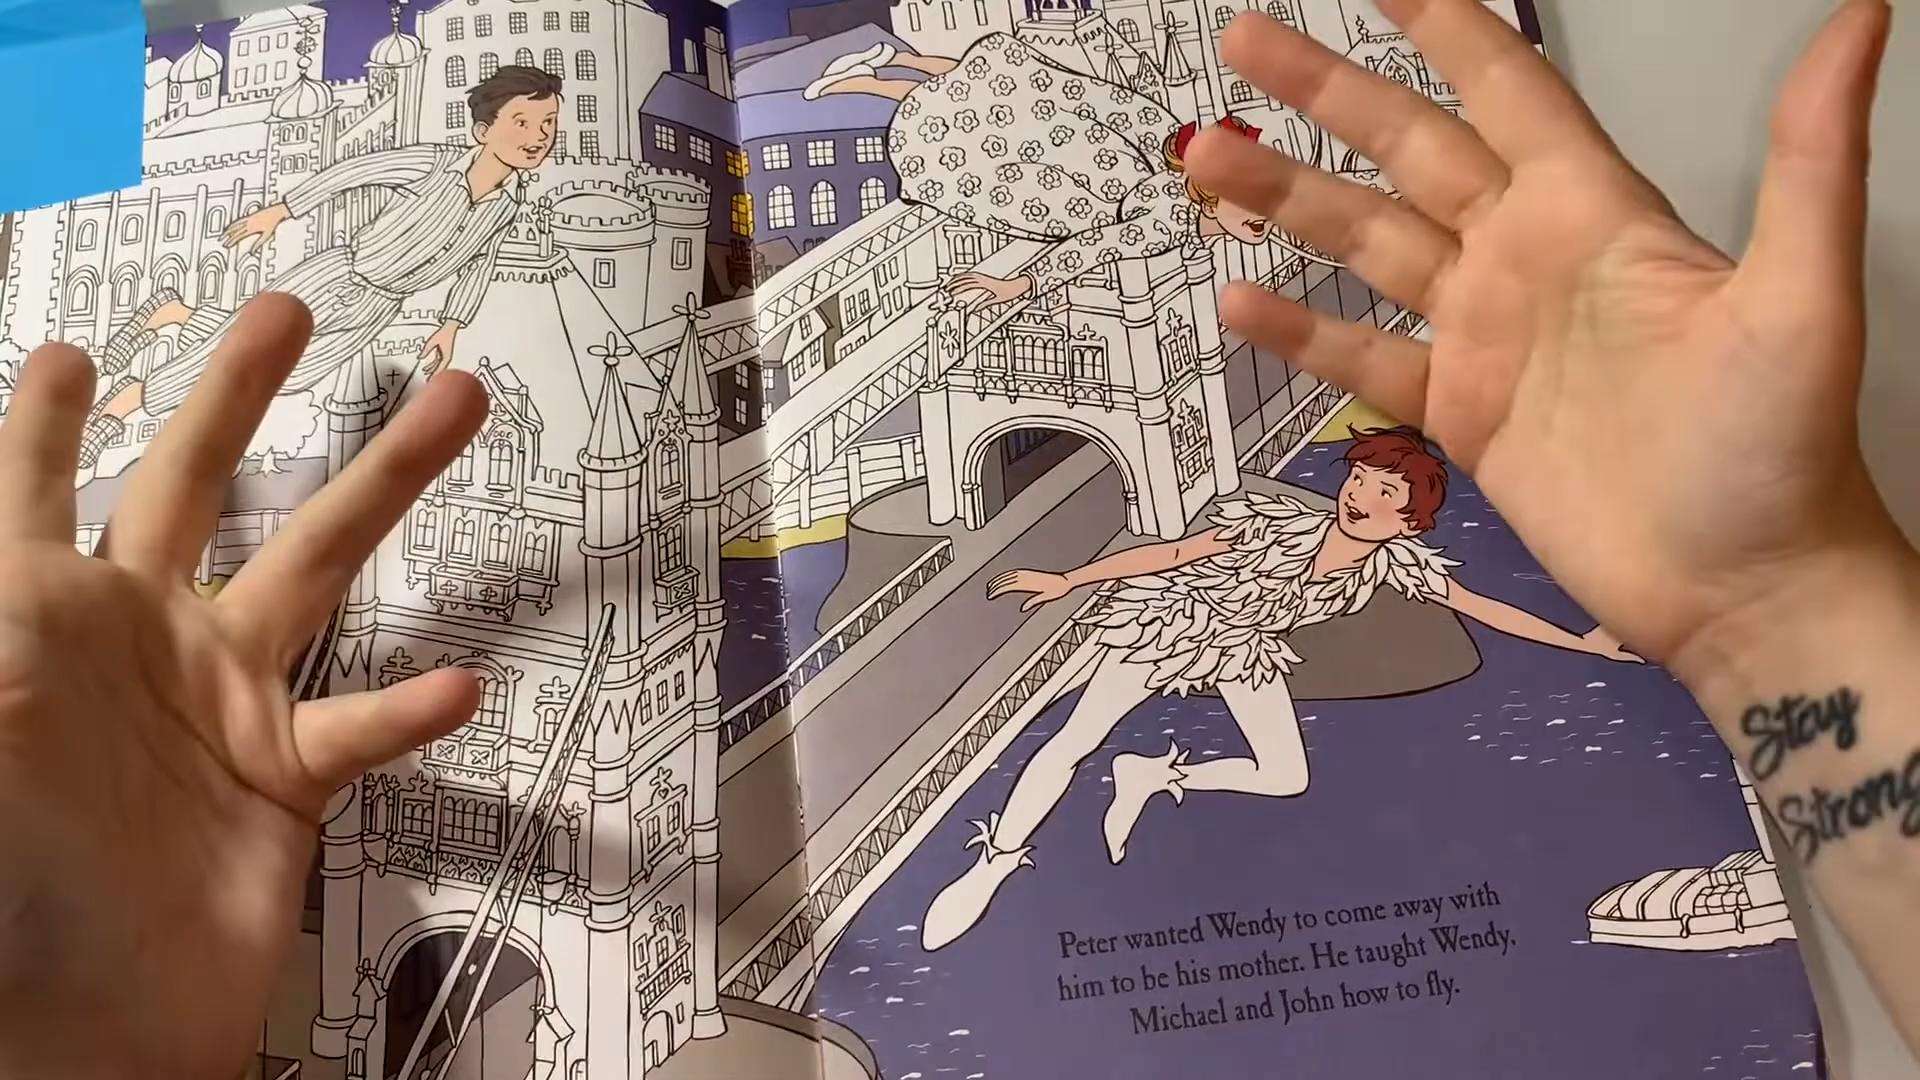 Peter wanted Wendy to come away with
him to be his mother. He taught Wendy,
Michael and John how to fly.
Stay
Strong